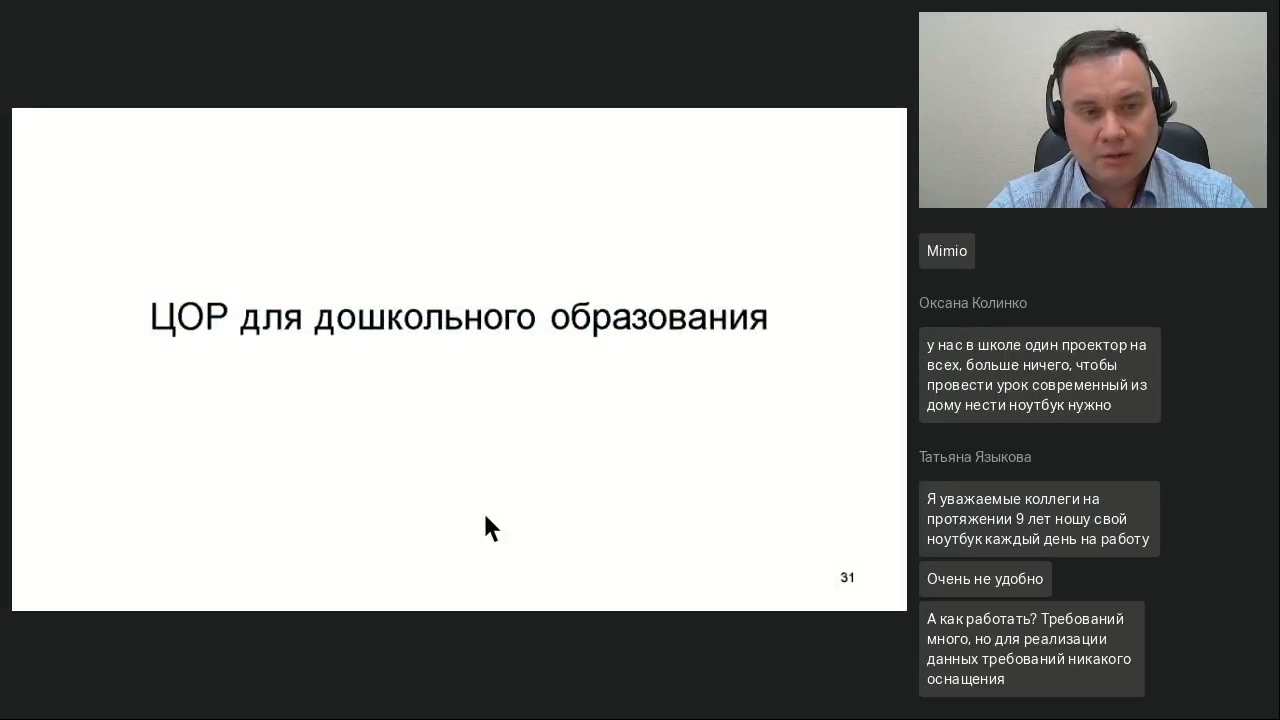 ЦОР для дошкольного образования
31
Mimio
Оксана Колинко
у нас в школе один проектор на
всех, больше ничего, чтобы
провести урок современный из
дому нести ноутбук нужно
Татьяна Языкова
Я уважаемые коллеги на
протяжении 9 лет ношу свой
ноутбук каждый день на работу
Очень не удобно
А как работать? Требований
много, но для реализации
данных требований никакого
оснащения